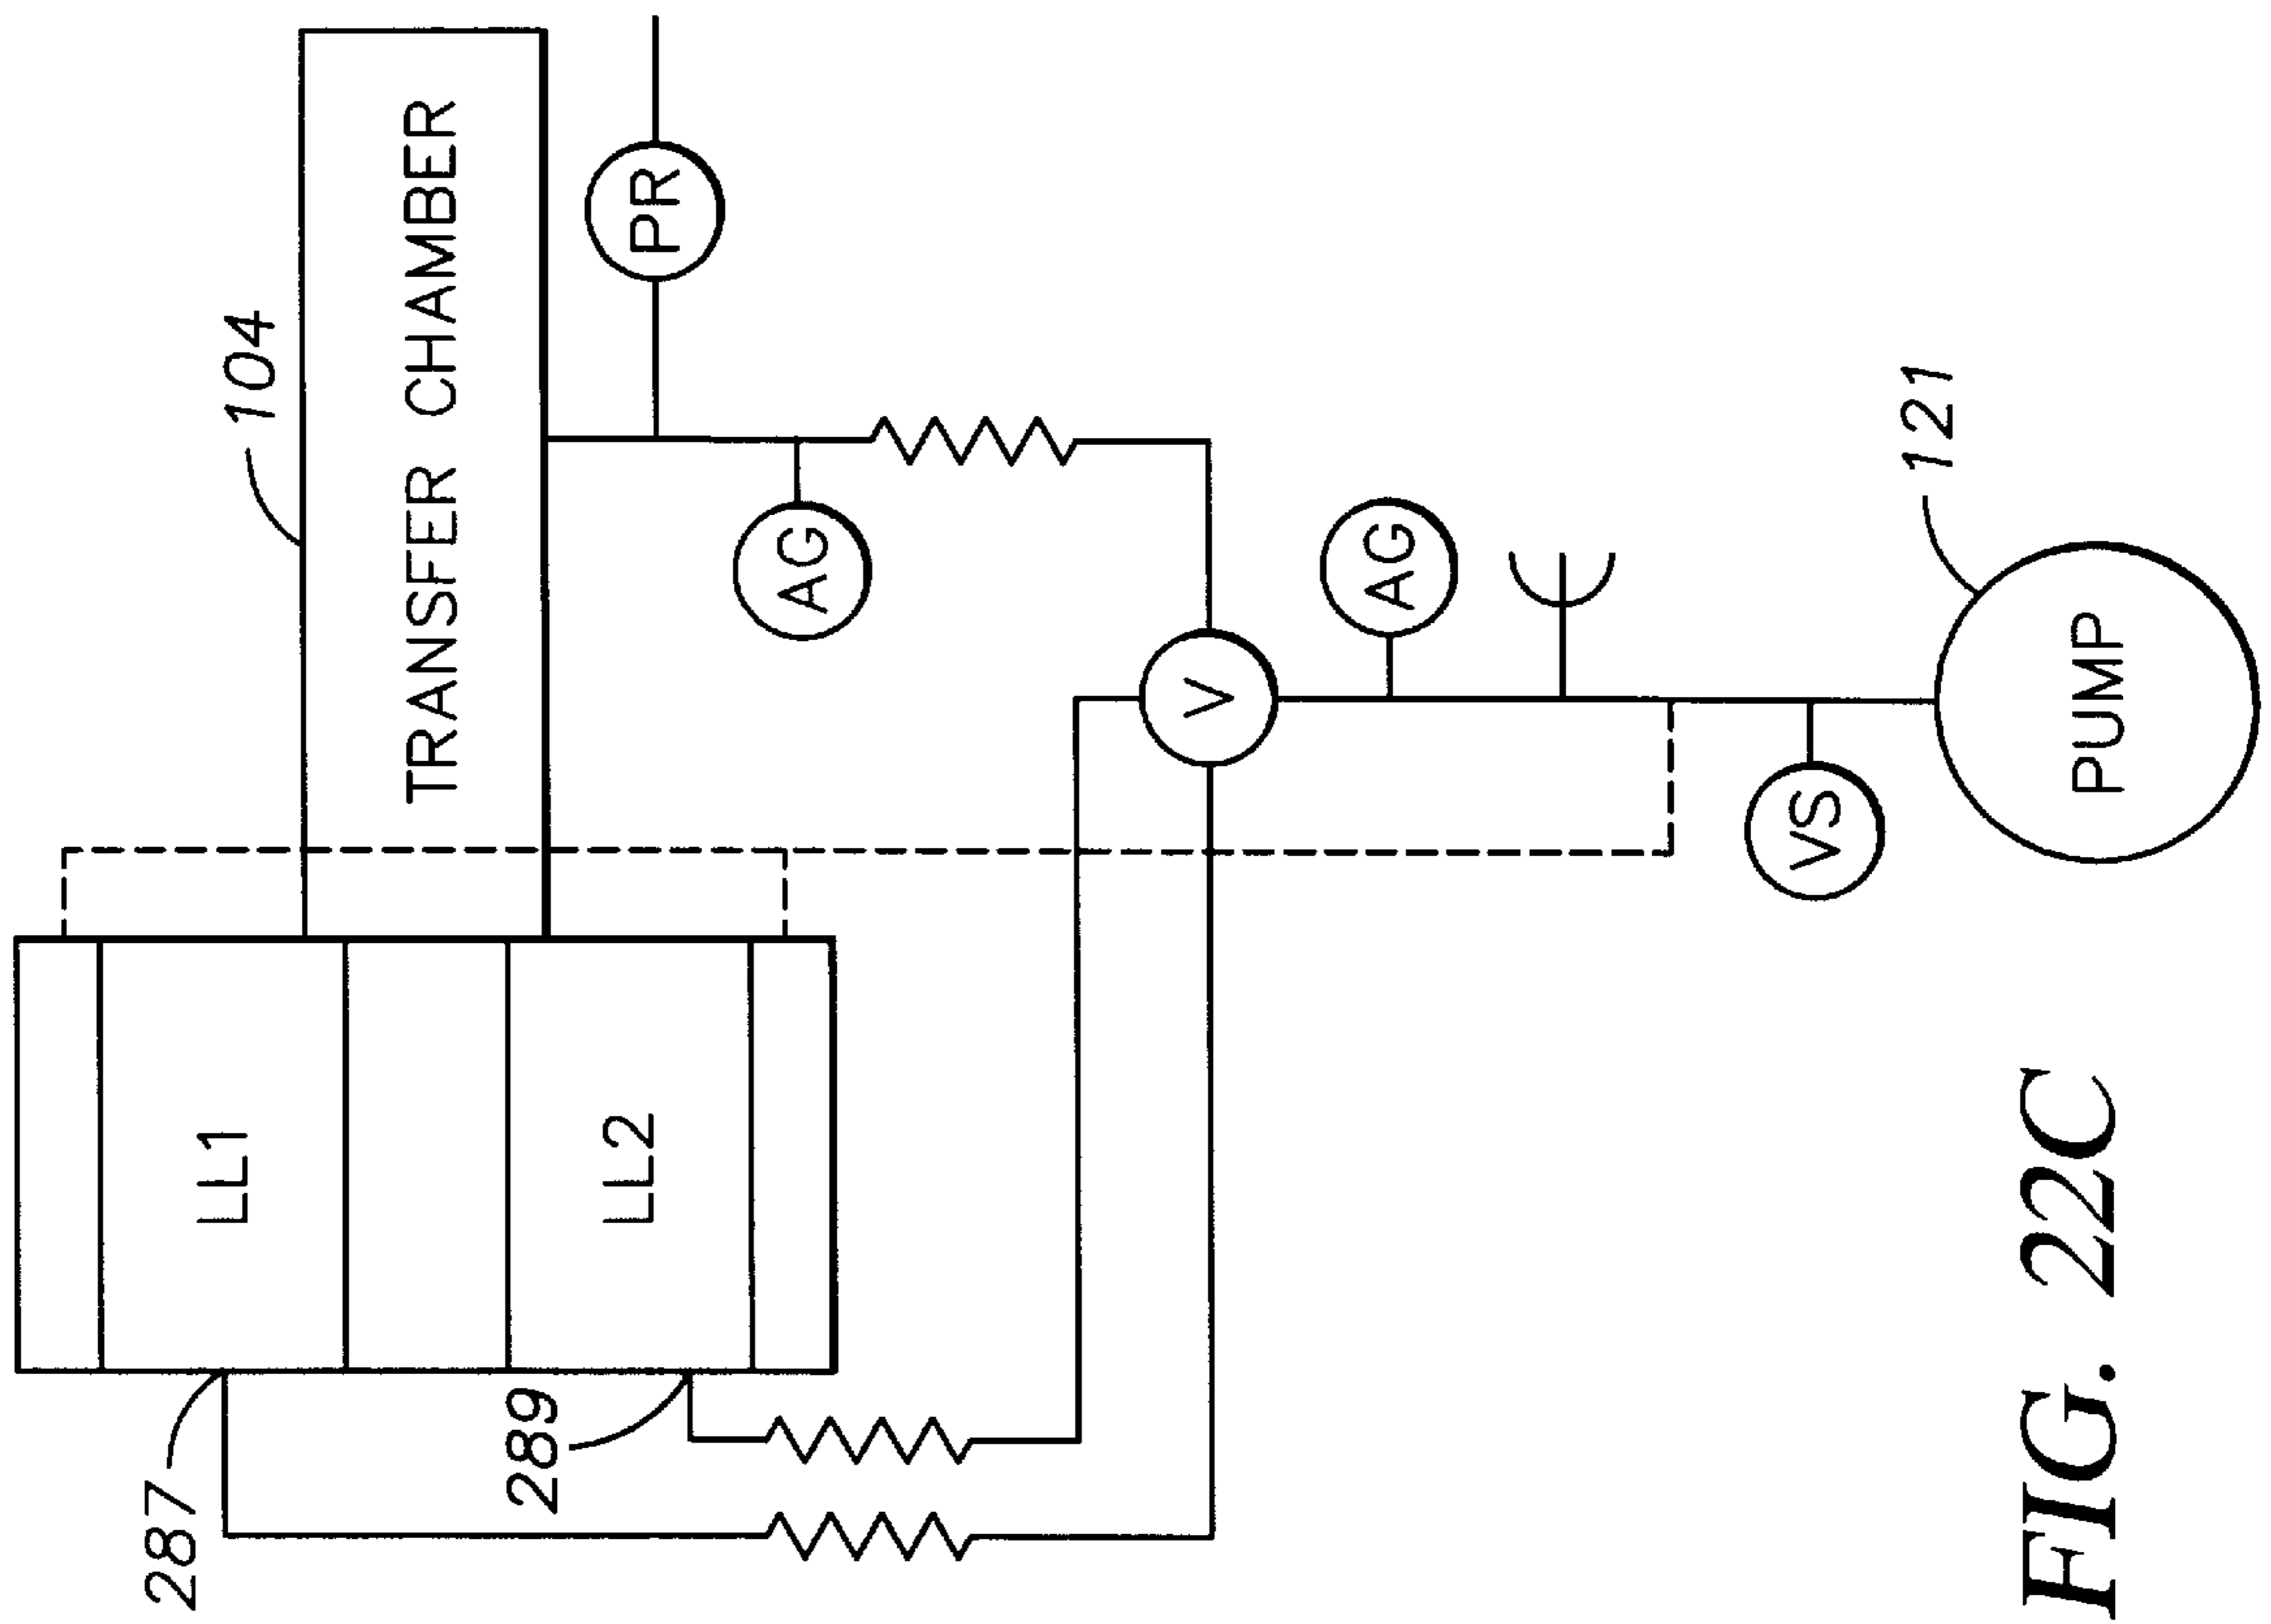 287
289
LL1
LL2
104
TRANSFER CHAMBER
PR
AG
V
AG
VS
PUMP
121
FIG. 22C